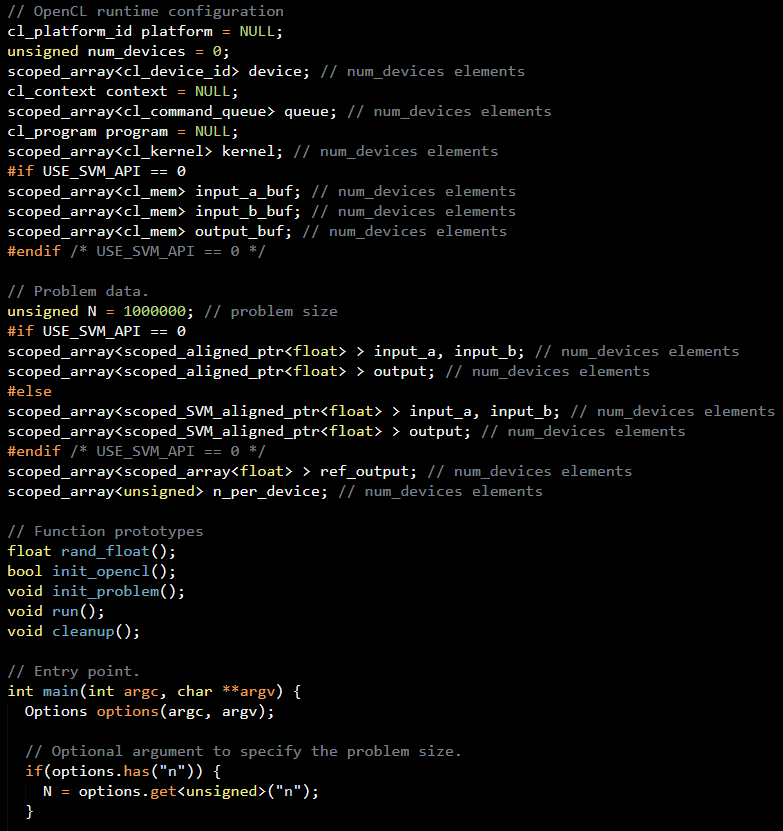 // OpenCL runtime configuration
cl_platform_id platform = NULL;
unsigned num_devices = 0;
scoped_array<cl_device_id> device; // num_devices elements
cl_context context = NULL;
scoped_array<cl_command_queue> queue; // num_devices elements
cl_program program = NULL;
scoped_array<cl_kernel> kernel; // num_devices elements
#if USE_SVM_API == 0
scoped_array<cl_mem> input_a_buf; // num_devices elements
scoped_array<cl_mem> input_b_buf; // num_devices elements
scoped_array<cl_mem> output_buf; // num_devices elements
#endif /* USE_SVM_API == 0 */

// Problem data.
unsigned N = 1000000; // problem size
#if USE_SVM_API == 0
scoped_array<scoped_aligned_ptr<float> > input_a, input_b; // num_devices elements
scoped_array<scoped_aligned_ptr<float> > output; // num_devices elements
#else
scoped_array<scoped_SVM_aligned_ptr<float> > input_a, input_b; // num_devices elements
scoped_array<scoped_SVM_aligned_ptr<float> > output; // num_devices elements
#endif /* USE_SVM_API == 0 */
scoped_array<scoped_array<float> > ref_output; // num_devices elements
scoped_array<unsigned> n_per_device; // num_devices elements

// Function prototypes
float rand_float();
bool init_opencl();
void init_problem();
void run();
void cleanup();

// Entry point.
int main(int argc, char **argv) {
  Options options(argc, argv);

  // Optional argument to specify the problem size.
  if(options.has("n")) {
    N = options.get<unsigned>("n");
  }